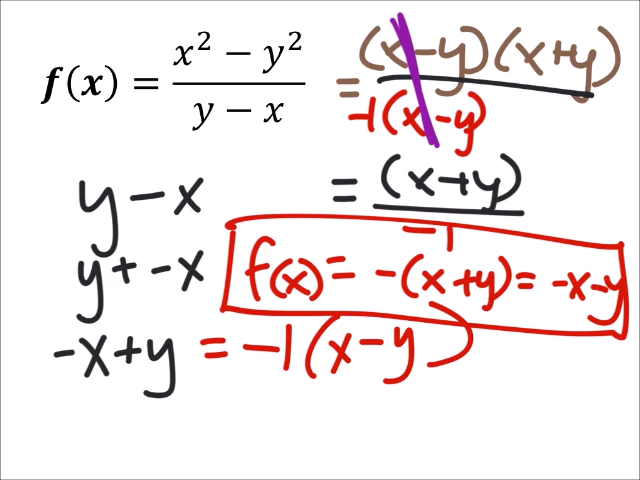 f(x) = x² − y² / y − x = (x-y)(x+y) / -1(x-y)
y - x = (x+y) / -1
y + -x f(x) = -(x+y) = -x-y
-x+y = -1(x-y)